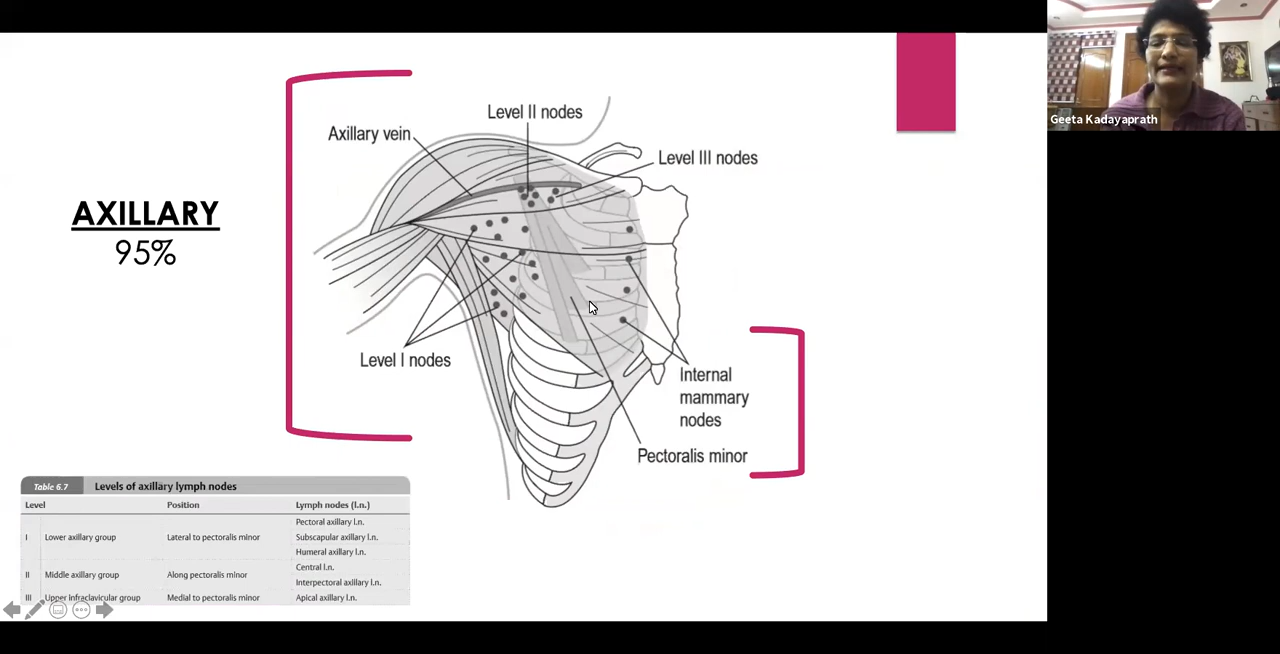 Geeta Kadayaprath
Level II nodes
Axillary vein
Level III nodes
AXILLARY
95%
Level I nodes
Internal
mammary
nodes
Pectoralis minor
Table 6.7 Levels of axillary lymph nodes
Level Position Lymph nodes (l.n.)
Pectoral axillary l.n.
I Lower axillary group Lateral to pectoralis minor Subscapular axillary l.n.
Humeral axillary l.n.
Central l.n.
II Middle axillary group Along pectoralis minor
Interpectoral axillary l.n.
III Upper infraclavicular group Medial to pectoralis minor Apical axillary l.n.